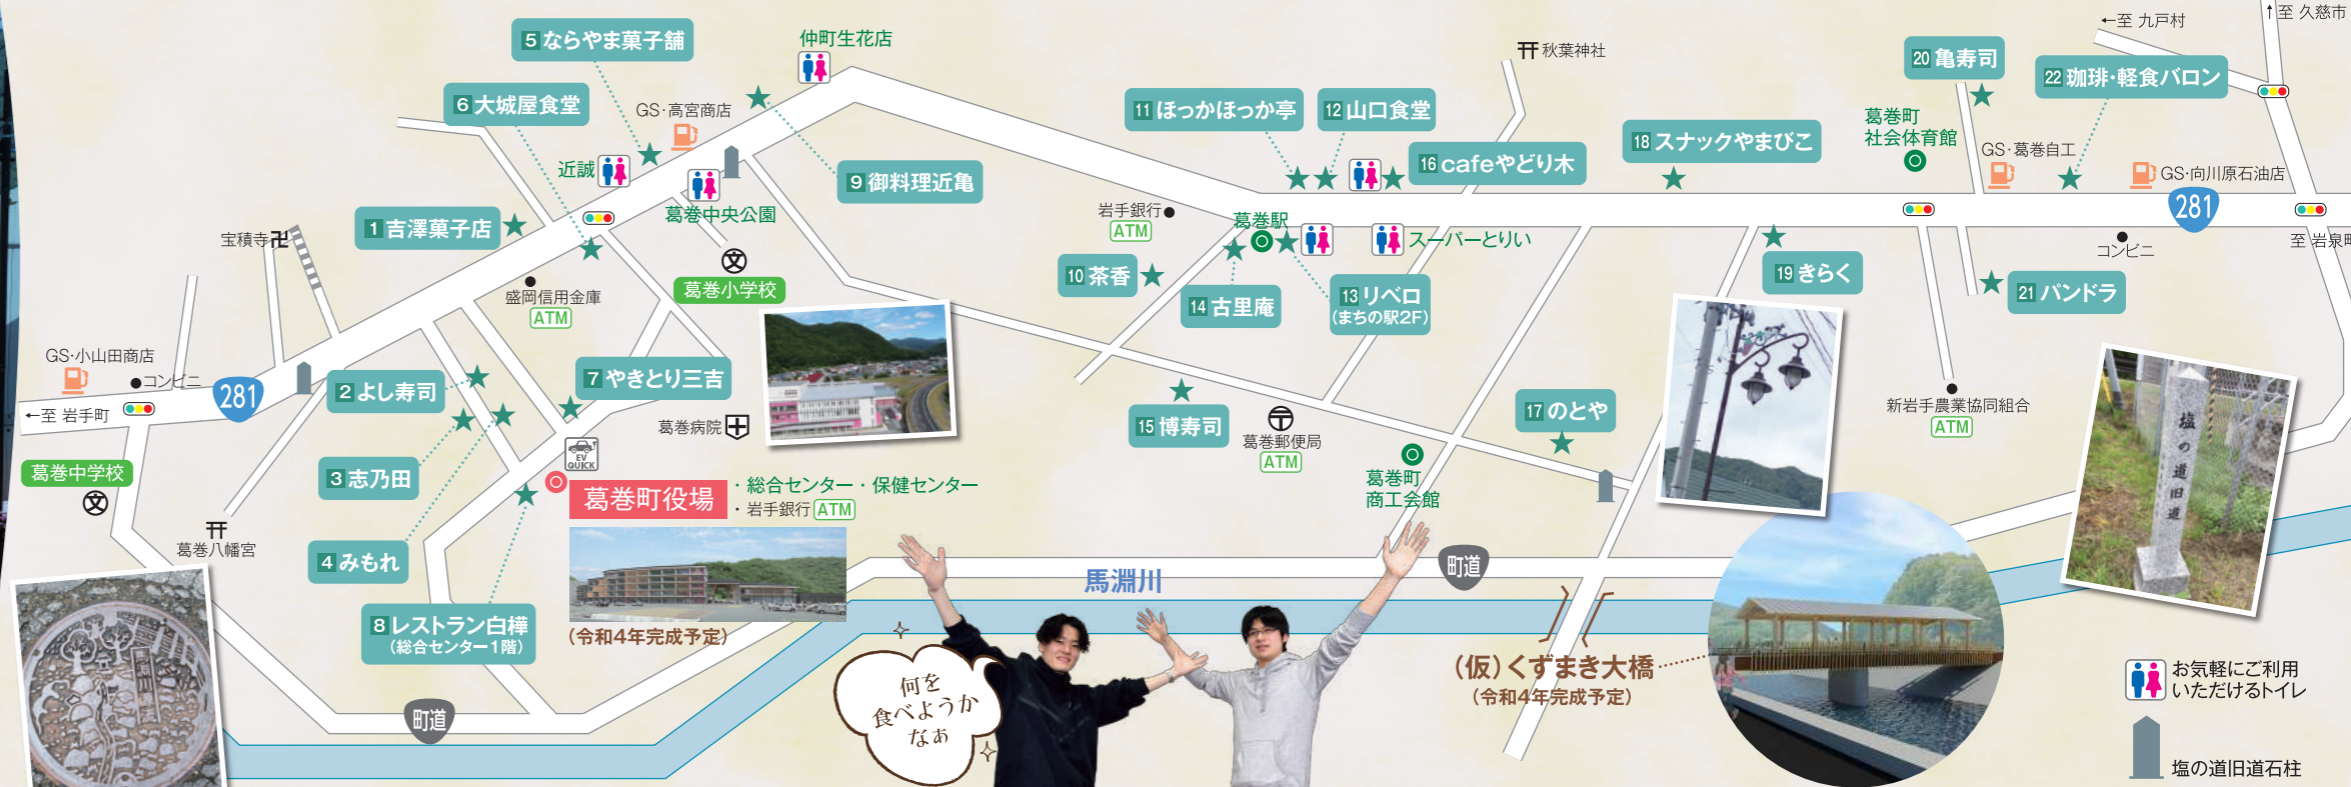 5 ならやま菓子舗
仲町生花店
6 大城屋食堂
GS・高宮商店
近誠
9 御料理近亀
葛巻中央公園
1 吉澤菓子店
宝積寺
盛岡信用金庫
ATM
文
葛巻小学校
GS・小山田商店
コンビニ
281
←至 岩手町
2 よし寿司
7 やきとり三吉
葛巻病院
葛巻中学校
文
3 志乃田
EV
QUICK
葛巻町役場
・総合センター・保健センター
・岩手銀行 ATM
葛巻八幡宮
4 みもれ
8 レストラン白樺
(総合センター1階)
(令和4年完成予定)
町道
何を
食べようか
なぁ
馬淵川
11 ほっかほっか亭
12 山口食堂
16 cafeやどり木
秋葉神社
岩手銀行
ATM
葛巻駅
スーパーとりい
10 茶香
14 古里庵
13 リベロ
(まちの駅2F)
15 博寿司
葛巻郵便局
ATM
葛巻町
商工会館
17 のとや
町道
(仮)くずまき大橋
(令和4年完成予定)
18 スナックやまびこ
19 きらく
20 亀寿司
葛巻町
社会体育館
GS・葛巻自工
22 珈琲・軽食バロン
←至 九戸村
↑至 久慈市
GS・向川原石油店
281
コンビニ
至 岩泉町
21 パンドラ
新岩手農業協同組合
ATM
塩の道旧道
お気軽にご利用
いただけるトイレ
塩の道旧道石柱